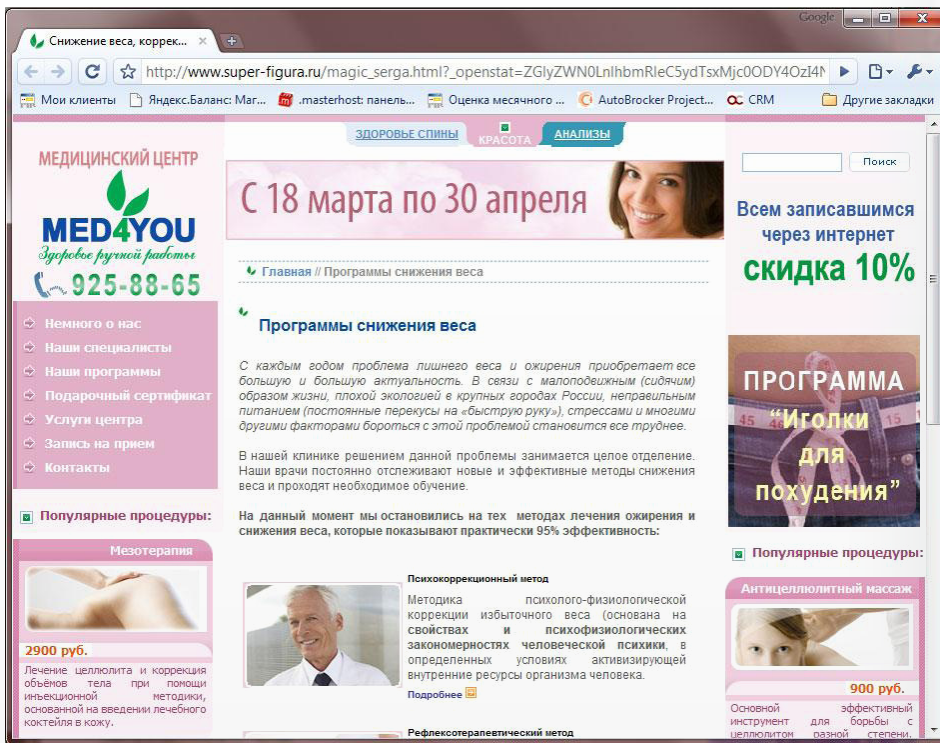 Google
Снижение веса, коррек...
http://www.super-figura.ru/magic_serga.html?_openstat=
Мои клиенты
Яндекс.Баланс: Маг...
.masterhost: панель...
Оценка месячного ...
AutoBrocker Project...
CRM
Другие закладки
ЗДОРОВЬЕ СПИНЫ
КРАСОТА
АНАЛИЗЫ
МЕДИЦИНСКИЙ ЦЕНТР
MED4YOU
Здоровье ручной работы
925-88-65
Немного о нас
Наши специалисты
Наши программы
Подарочный сертификат
Услуги центра
Запись на прием
Контакты
Популярные процедуры:
Мезотерапия
2900 руб.
Лечение целлюлита и коррекция
объёмов тела при помощи
инъекционной методики,
основанной на введении лечебного
коктейля в кожу.
С 18 марта по 30 апреля
Главная // Программы снижения веса
Программы снижения веса
С каждым годом проблема лишнего веса и ожирения приобретает все
большую и большую актуальность. В связи с малоподвижным (сидячим)
образом жизни, плохой экологией в крупных городах России, неправильным
питанием (постоянные перекусы на «быструю руку»), стрессами и многими
другими факторами бороться с этой проблемой становится все труднее.
В нашей клинике решением данной проблемы занимается целое отделение.
Наши врачи постоянно отслеживают новые и эффективные методы снижения
веса и проходят необходимое обучение.
На данный момент мы остановились на тех методах лечения ожирения и
снижения веса, которые показывают практически 95% эффективность:
Психокоррекционный метод
Методика психолого-физиологической
коррекции избыточного веса (основана на
свойствах и психофизиологических
закономерностях человеческой психики, в
определенных условиях активизирующей
внутренние ресурсы организма человека.
Подробнее
Рефлексотерапевтический метод
Поиск
Всем записавшимся
через интернет
скидка 10%
ПРОГРАММА
“Иголки
для
похудения”
Популярные процедуры:
Антицеллюлитный массаж
900 руб.
Основной эффективный
инструмент для борьбы с
целлюлитом разной степени.